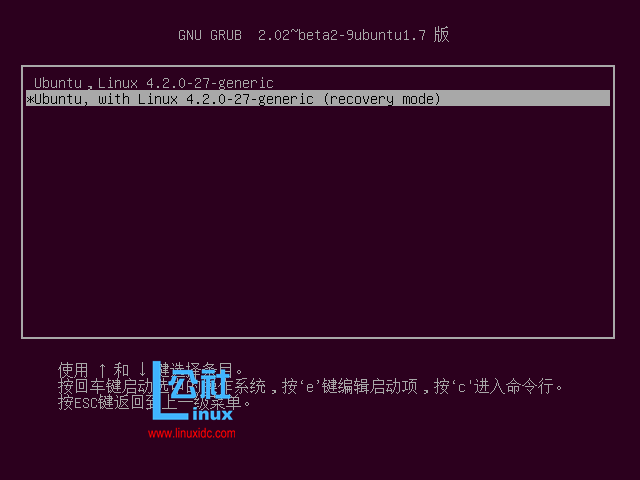 GNU GRUB 2.02~beta2-9ubuntu1.7 版
Ubuntu，Linux 4.2.0-27-generic
*Ubuntu, with Linux 4.2.0-27-generic (recovery mode)
使用 ↑ 和 ↓ 键选择条目。
按回车键启动选中的操作系统，按‘e’键编辑启动项，按‘c'进入命令行。
按ESC键返回到上一级菜单。
Linux公社
www.linuxidc.com